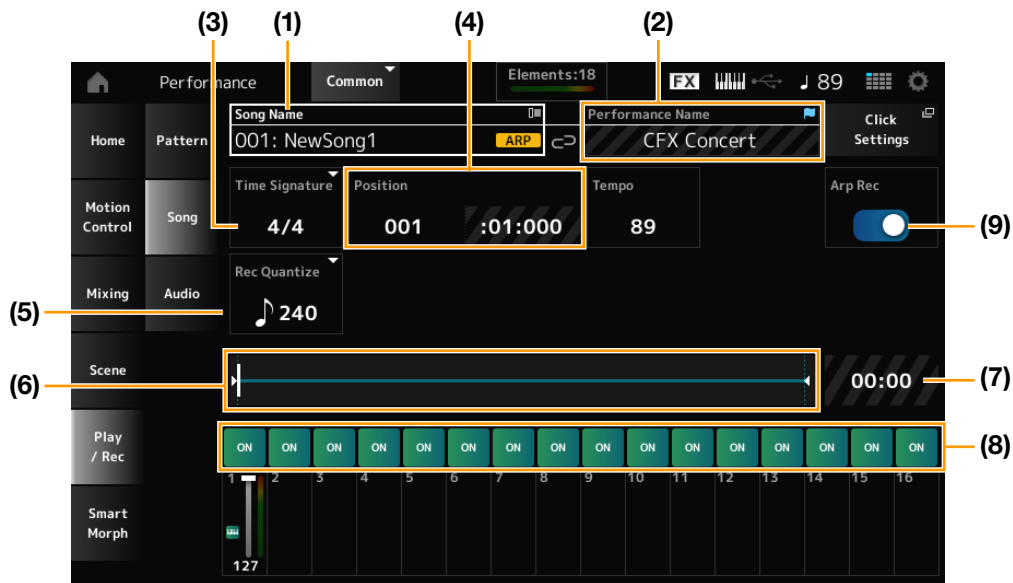 (3) (1) (4) (2)
Performance Common Elements:18 FX 89
Song Name Performance Name Click Settings
Home Pattern 001: NewSong1 ARP CFX Concert
Time Signature Position Tempo Arp Rec
Motion Control Song 4/4 001 :01:000 89 (9)
Rec Quantize
Mixing Audio 240
(5)
Scene
(6) 00:00 (7)
Play / Rec ON ON ON ON ON ON ON ON ON ON ON ON ON ON ON ON (8)
1 2 3 4 5 6 7 8 9 10 11 12 13 14 15 16
Smart Morph
127